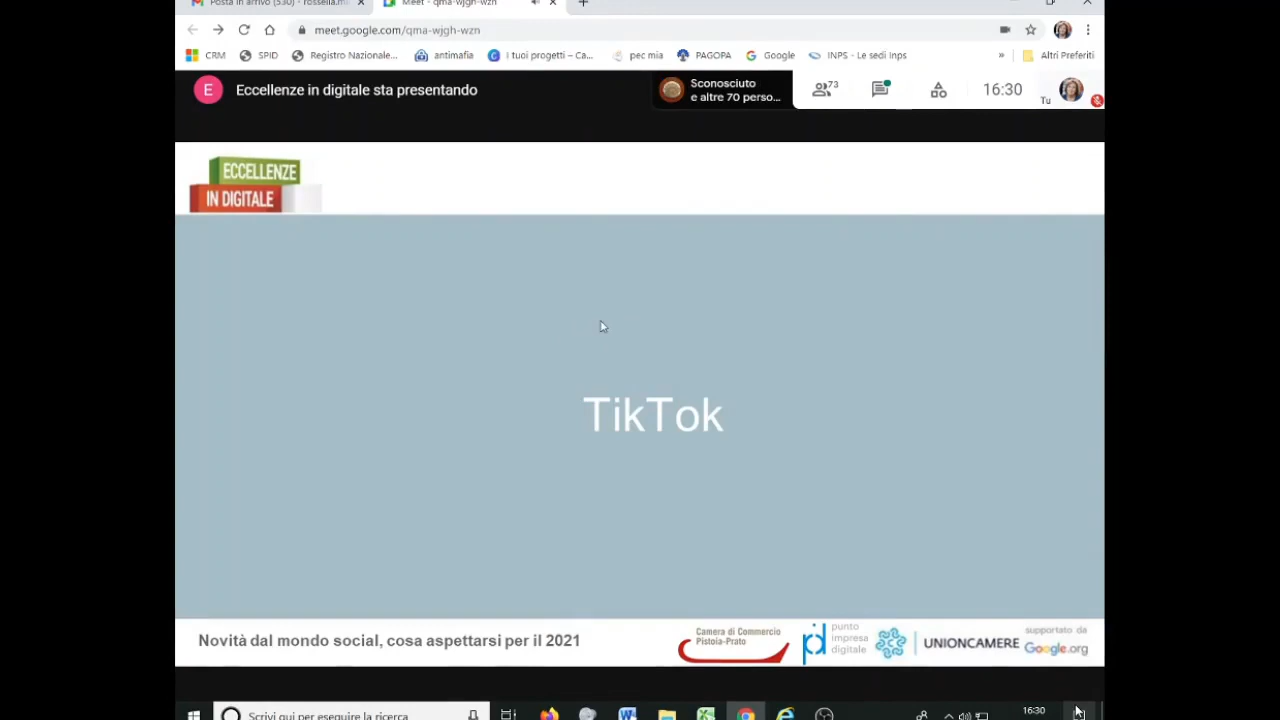 Posta in arrivo (530) - rossella.m
Meet - qma-wjgh-wzn
meet.google.com/qma-wjgh-wzn
CRM SPID Registro Nazionale... antimafia I tuoi progetti – Ca... pec mia PAGOPA Google INPS - Le sedi Inps » Altri Preferiti
E Eccellenze in digitale sta presentando
Sconosciuto
e altre 70 perso...
73
16:30
Tu
ECCELLENZE
IN DIGITALE
TikTok
Novità dal mondo social, cosa aspettarsi per il 2021
Camera di Commercio
Pistoia-Prato
pid
punto
impresa
digitale
UNIONCAMERE
supportato da
Google.org
Scrivi qui per eseguire la ricerca
16:30